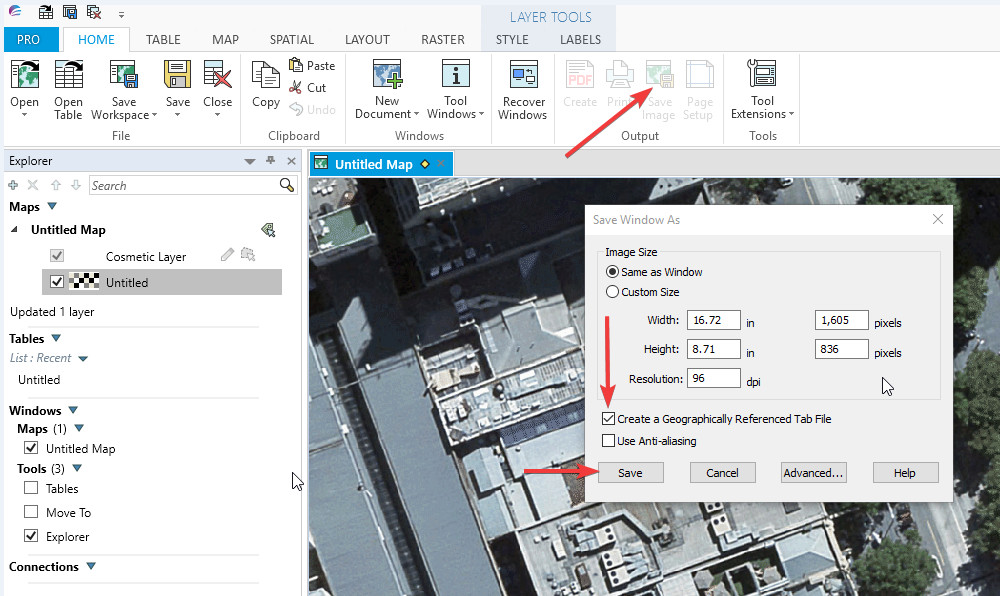 LAYER TOOLS
PRO HOME TABLE MAP SPATIAL LAYOUT RASTER STYLE LABELS
Open
Open Table
Save Workspace
Save
Close
File
Copy
Paste
Cut
Undo
Clipboard
New Document
Tool Windows
Windows
Recover Windows
Create
Print
Save Image
Page Setup
Output
Tool Extensions
Tools
Explorer
Search
Maps
Untitled Map
Cosmetic Layer
Untitled
Updated 1 layer
Tables
List : Recent
Untitled
Windows
Maps (1)
Untitled Map
Tools (3)
Tables
Move To
Explorer
Connections
Untitled Map
Save Window As
Image Size
Same as Window
Custom Size
Width: 16.72 in 1,605 pixels
Height: 8.71 in 836 pixels
Resolution: 96 dpi
Create a Geographically Referenced Tab File
Use Anti-aliasing
Save Cancel Advanced... Help